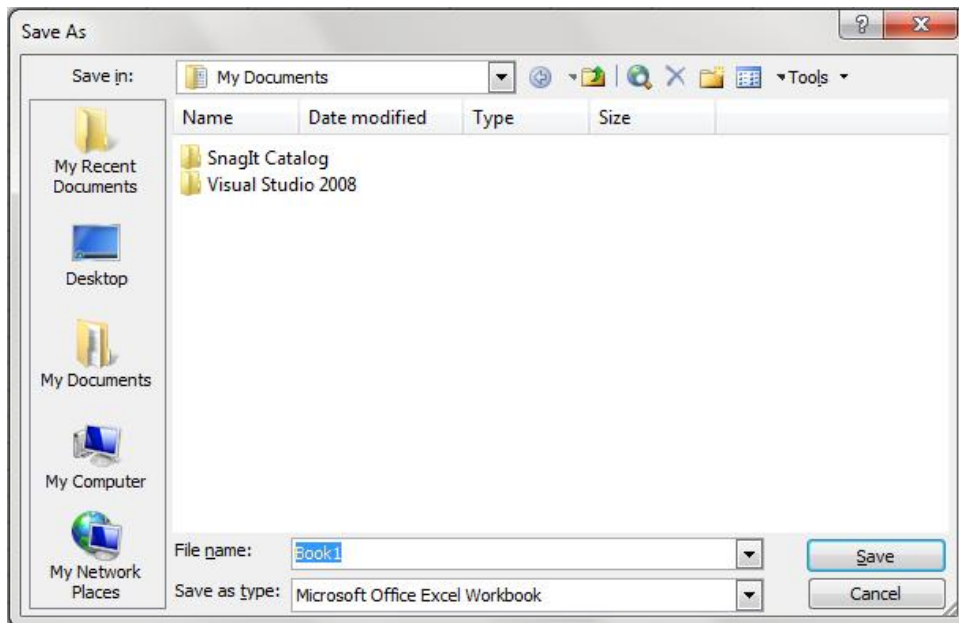 Save As
Save in:
My Documents
Tools
My Recent
Documents
Desktop
My Documents
My Computer
My Network
Places
Name Date modified Type Size
SnagIt Catalog
Visual Studio 2008
File name: Book1
Save
Save as type: Microsoft Office Excel Workbook
Cancel